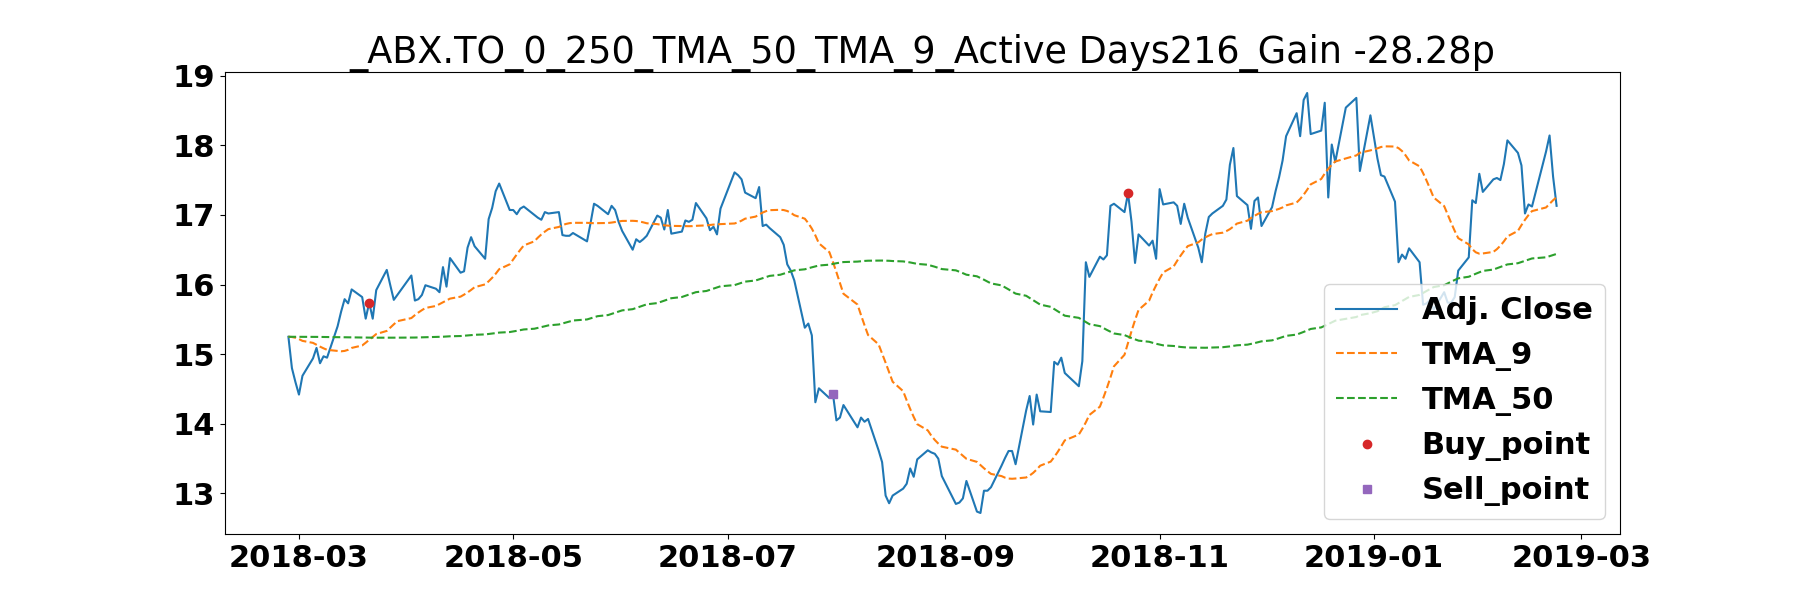 _ABX.TO_0_250_TMA_50_TMA_9_Active Days216_Gain -28.28p
19
18
17
16
15
14
13
Adj. Close
TMA_9
TMA_50
Buy_point
Sell_point
2018-03 2018-05 2018-07 2018-09 2018-11 2019-01 2019-03